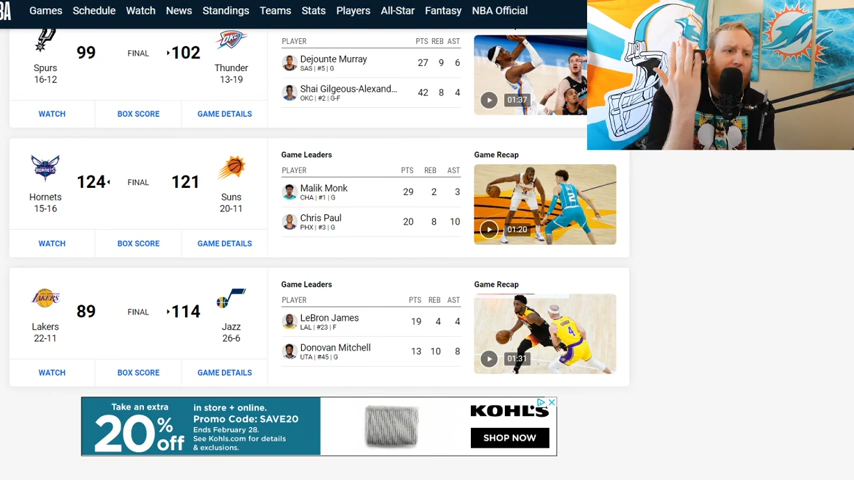 BA Games Schedule Watch News Standings Teams Stats Players All-Star Fantasy NBA Official
99 FINAL 102
Spurs Thunder
16-12 13-19
WATCH BOX SCORE GAME DETAILS
PLAYER PTS REB AST
Dejounte Murray 27 9 6
SAS | #5 | G
Shai Gilgeous-Alexand... 42 8 4
OKC | #2 | G-F
01:37
Game Leaders Game Recap
124 FINAL 121
Hornets Suns
15-16 20-11
WATCH BOX SCORE GAME DETAILS
PLAYER PTS REB AST
Malik Monk 29 2 3
CHA | #1 | G
Chris Paul 20 8 10
PHX | #3 | G
01:20
Game Leaders Game Recap
LAKERS
89 FINAL 114
Lakers Jazz
22-11 26-6
WATCH BOX SCORE GAME DETAILS
PLAYER PTS REB AST
LeBron James 19 4 4
LAL | #23 | F
Donovan Mitchell 13 10 8
UTA | #45 | G
4
01:31
Take an extra
20% off
in store + online.
Promo Code: SAVE20
Ends February 28.
See Kohls.com for details
& exclusions.
KOHL'S
SHOP NOW